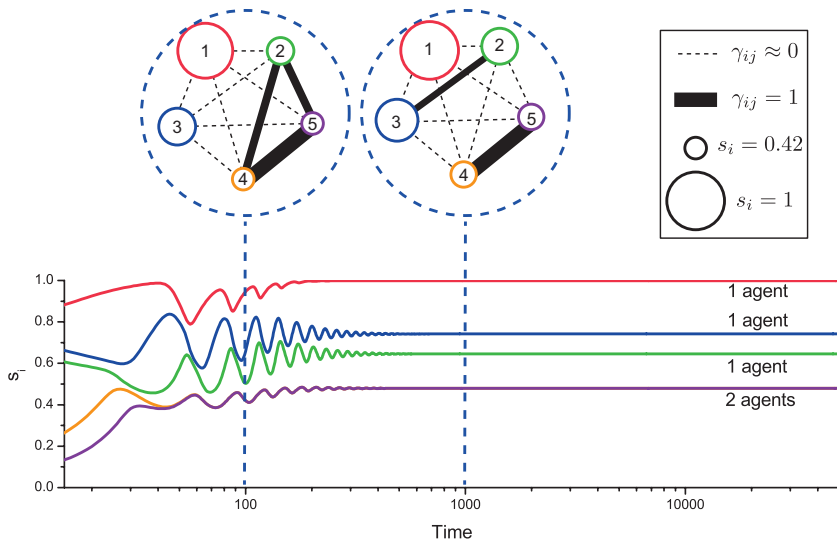 1
2
3
4
5
1
2
3
4
5
γij ≈ 0
γij = 1
si = 0.42
si = 1
1.0
0.8
0.6
0.4
0.2
0.0
si
1 agent
1 agent
1 agent
2 agents
100
1000
10000
Time